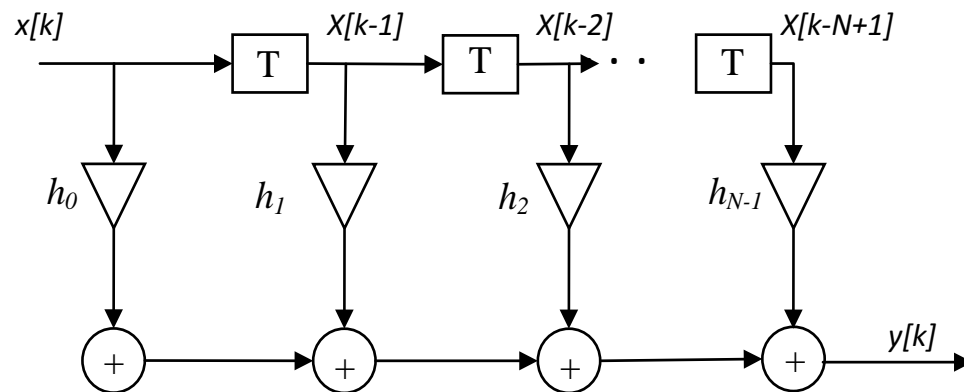 x[k] X[k-1] X[k-2] X[k-N+1]
T T . . T
h0 h1 h2 hN-1
y[k]
+ + + +